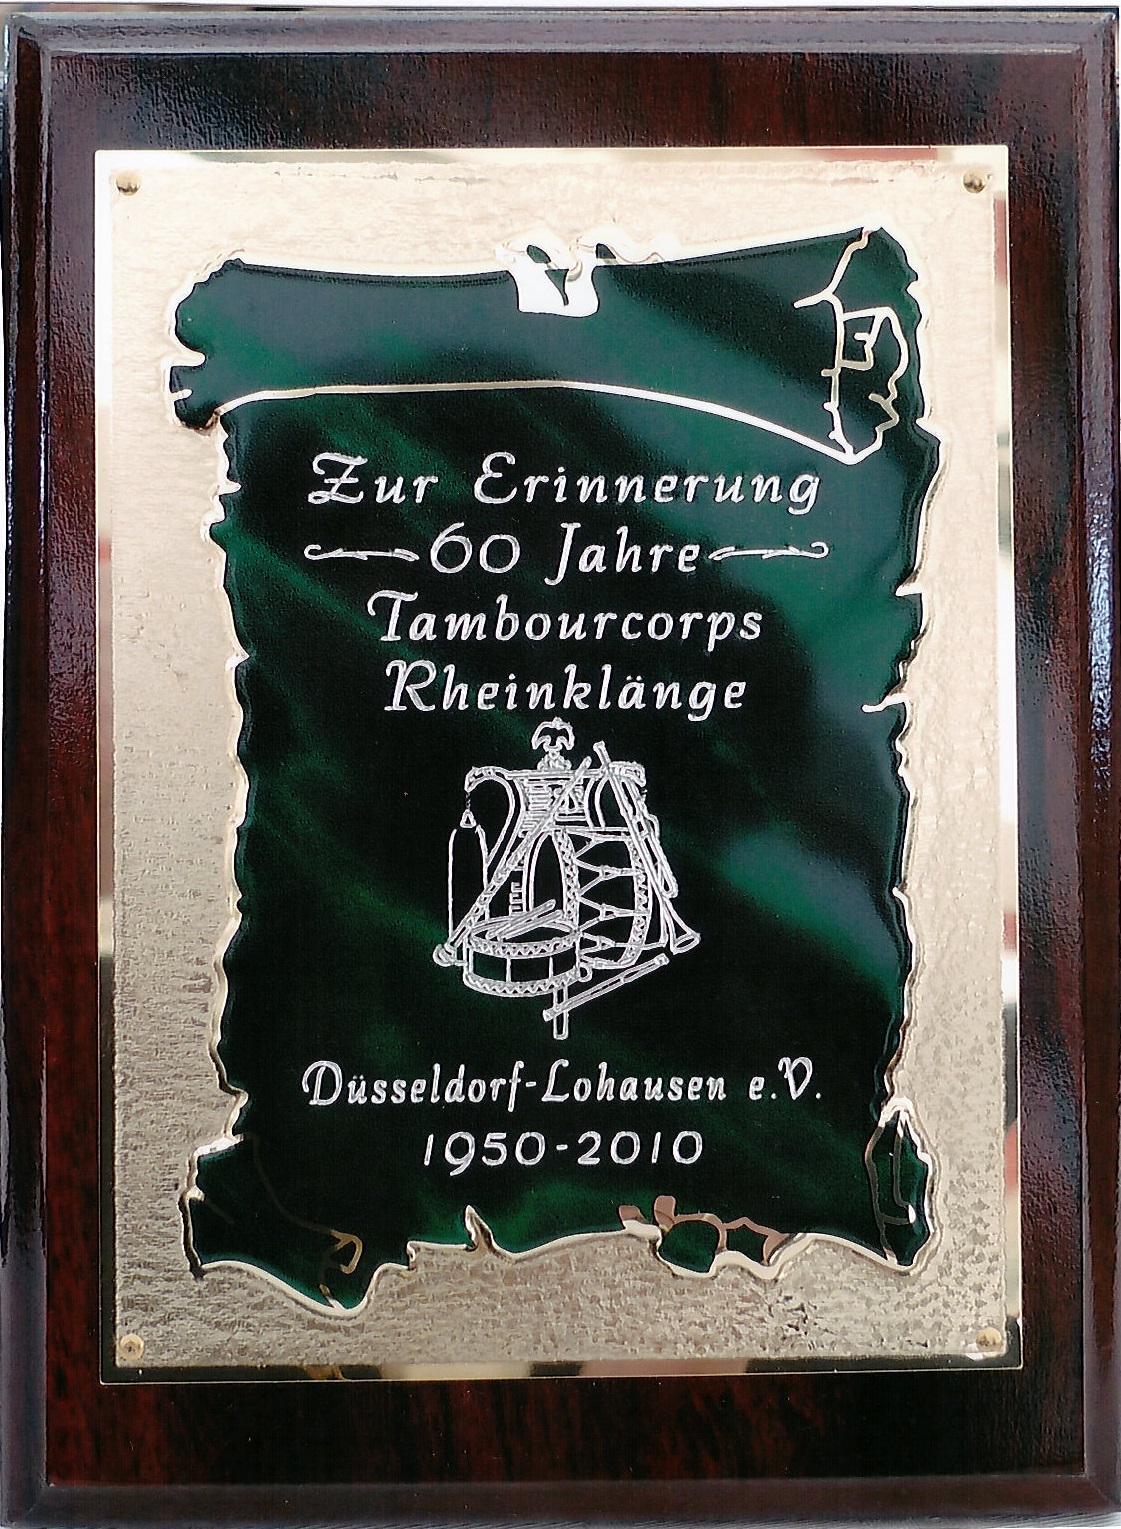 Zur Erinnerung
60 Jahre
Tambourcorps
Rheinklänge
Düsseldorf-Lohausen e.V.
1950-2010